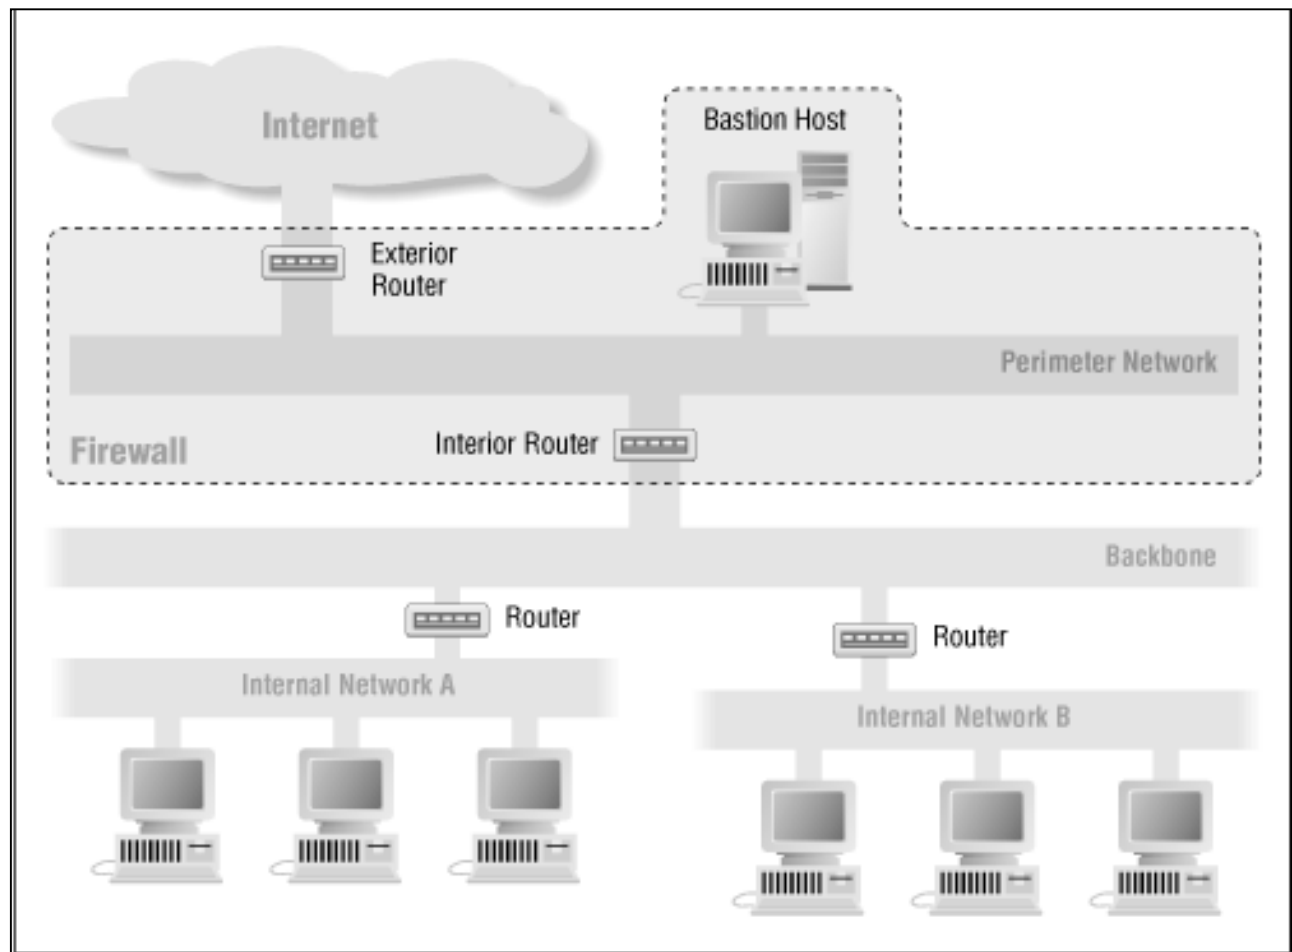 Internet
Bastion Host
Exterior
Router
Perimeter Network
Interior Router
Firewall
Backbone
Router
Router
Internal Network A
Internal Network B